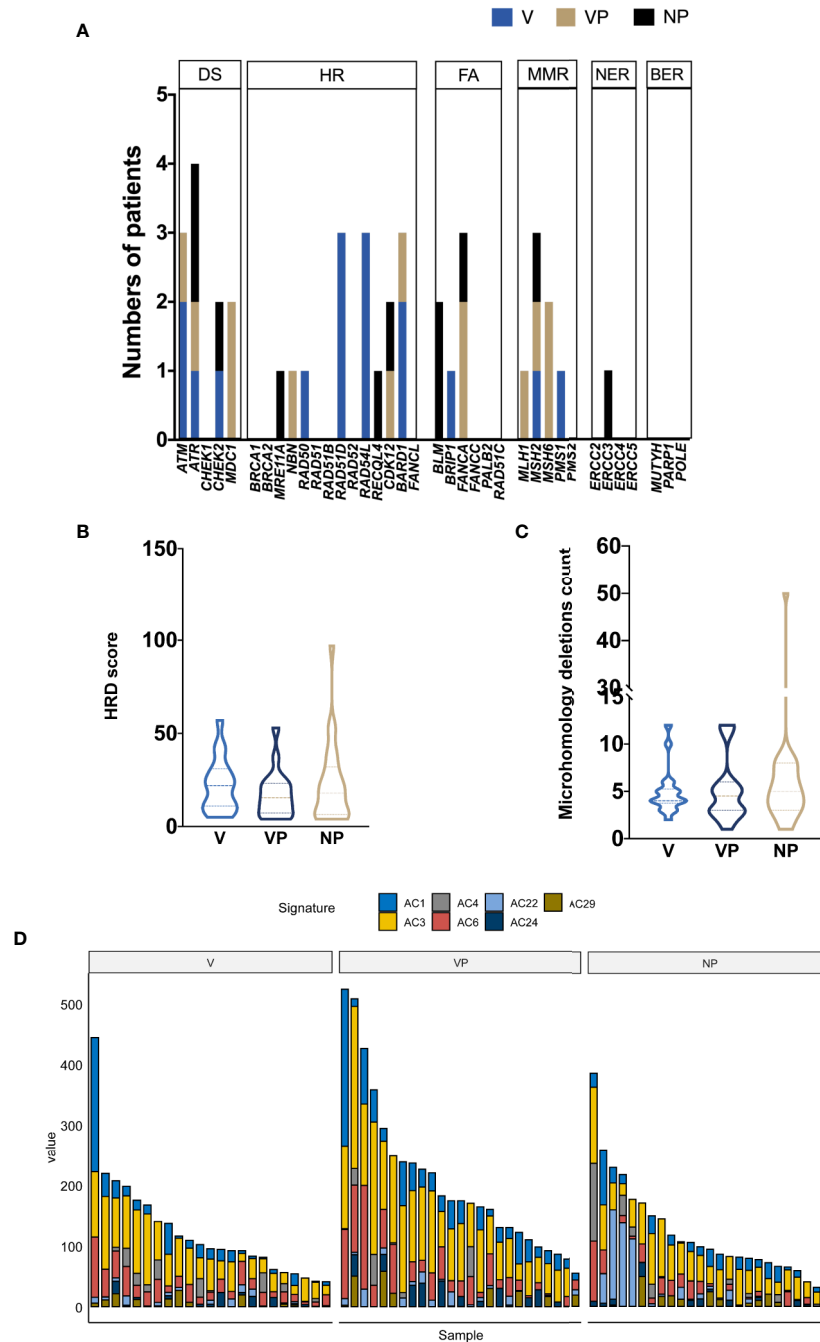 V VP NP
A
DS HR FA MMR NER BER
5
4
3
2
1
0
Numbers of patients
ATM
ATR
CHEK1
CHEK2
MDC1
BRCA1
BRCA2
MRE11A
NBN
RAD50
RAD51
RAD51B
RAD51D
RAD52
RAD54L
RECQL4
CDK12
BARD1
FANCL
BLM
BRIP1
FANCA
FANCC
PALB2
RAD51C
MLH1
MSH2
MSH6
PMS1
PMS2
ERCC2
ERCC3
ERCC4
ERCC5
MUTYH
PARP1
POLE
B
150
100
50
0
HRD score
V VP NP
C
60
50
40
30
15
10
5
0
Microhomology deletions count
V VP NP
Signature
AC1 AC4 AC22 AC29
AC3 AC6 AC24
D
V VP NP
500
400
300
200
100
0
value
Sample